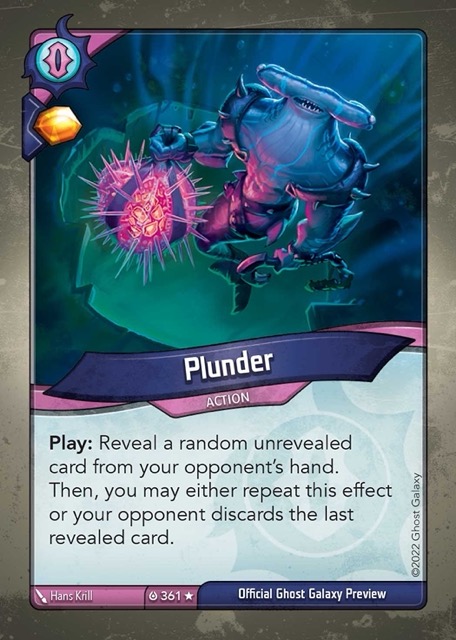 Plunder
ACTION
Play: Reveal a random unrevealed
card from your opponent's hand.
Then, you may either repeat this effect
or your opponent discards the last
revealed card.
©2022 Ghost Galaxy
Hans Krill
361 ★
Official Ghost Galaxy Preview